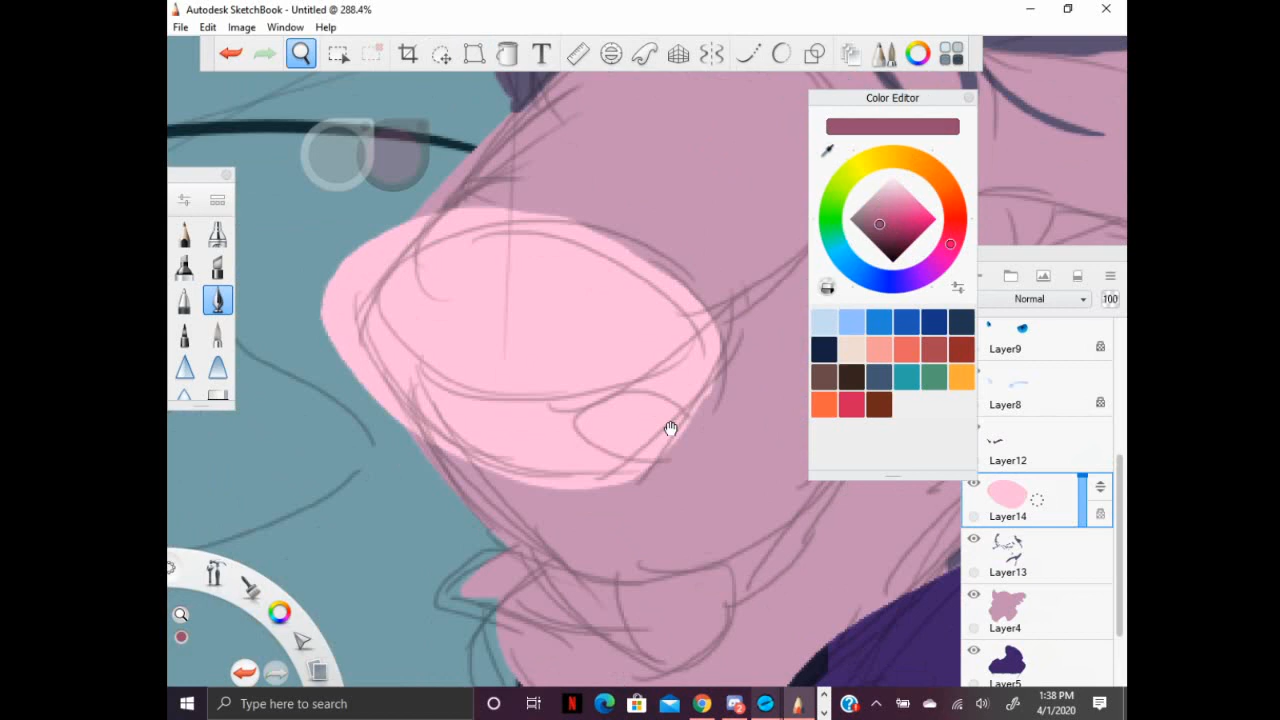 Autodesk SketchBook - Untitled @ 288.4%
File Edit Image Window Help
T
Color Editor
Normal 100
Layer9
Layer8
Layer12
Layer14
Layer13
Layer4
Layer5
Type here to search
2
1:38 PM
4/1/2020